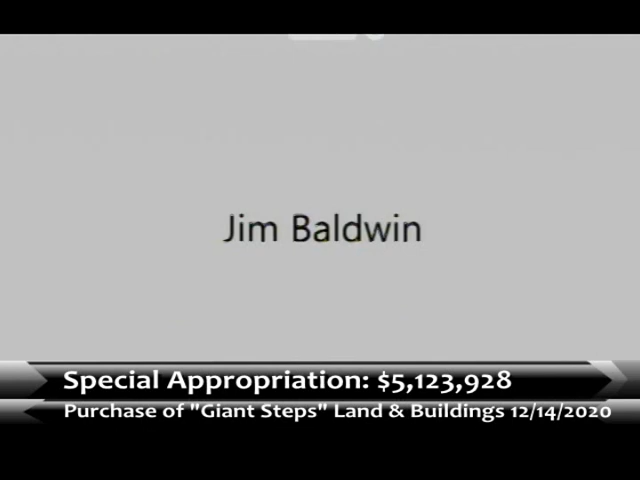 Jim Baldwin
Special Appropriation: $5,123,928
Purchase of "Giant Steps" Land & Buildings 12/14/2020